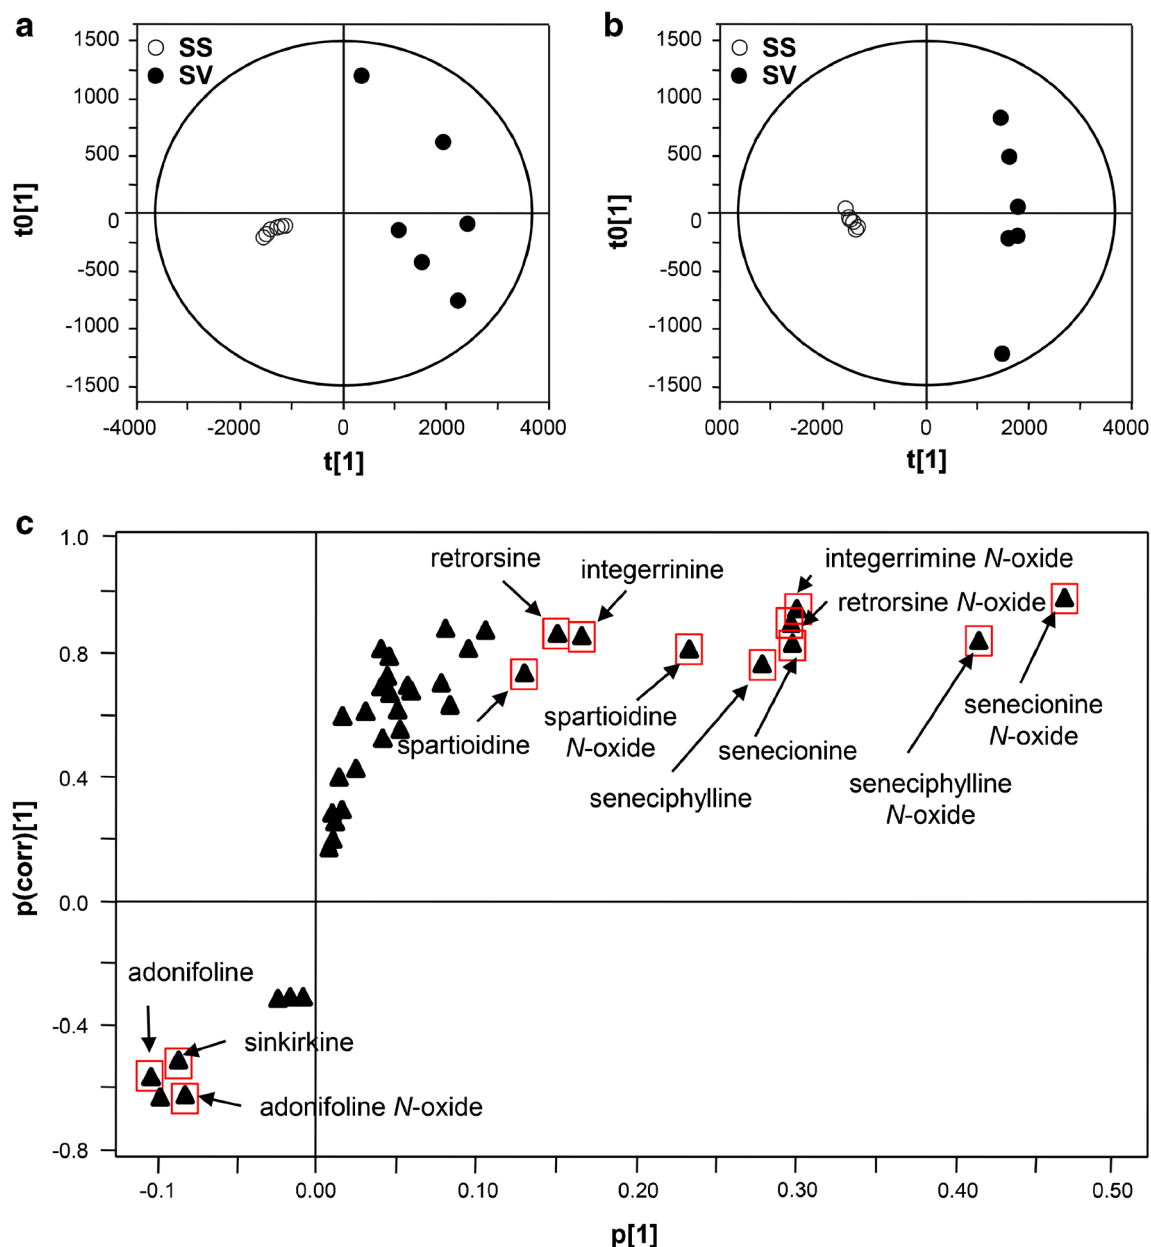 a
SS
SV
1500
1000
500
0
-500
-1000
-1500
t0[1]
-4000 -2000 0 2000 4000
t[1]
b
SS
SV
1500
1000
500
0
-500
-1000
-1500
t0[1]
000 -2000 0 2000 4000
t[1]
c
1.0
0.8
0.4
0.0
-0.4
-0.8
p(corr)[1]
retrorsine
integerrinine
integerrimine N-oxide
retrorsine N-oxide
spartioidine
spartioidine
N-oxide
seneciphylline
senecionine
seneciphylline
N-oxide
senecionine
N-oxide
adonifoline
sinkirkine
adonifoline N-oxide
-0.1 0.00 0.10 0.20 0.30 0.40 0.50
p[1]